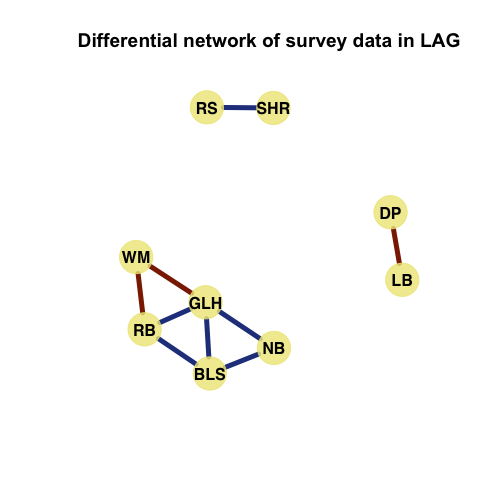 Differential network of survey data in LAG
RS SHR
DP
LB
WM
GLH
RB
NB
BLS